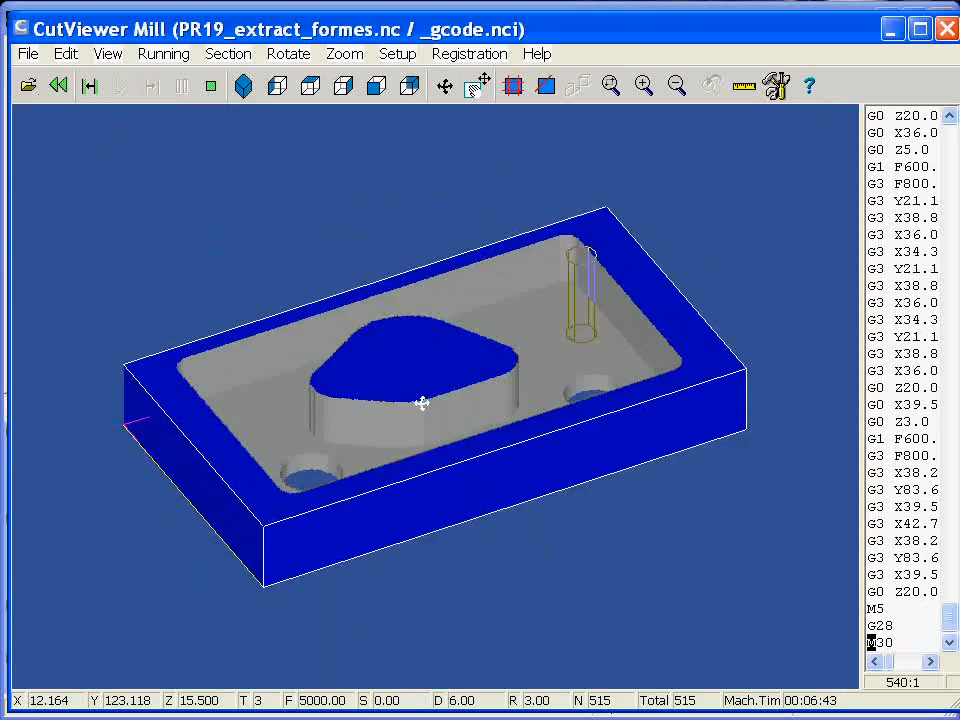 CutViewer Mill (PR19_extract_formes.nc / _gcode.nci)
File Edit View Running Section Rotate Zoom Setup Registration Help
G0 Z20.0
G0 X36.0
G0 Z5.0
G1 F600.
G3 F800.
G3 Y21.1
G3 X38.8
G3 X36.0
G3 X34.3
G3 Y21.1
G3 X38.8
G3 X36.0
G3 X34.3
G3 Y21.1
G3 X38.8
G3 X36.0
G0 Z20.0
G0 X39.5
G0 Z3.0
G1 F600.
G3 F800.
G3 X38.2
G3 Y83.6
G3 X39.5
G3 X42.7
G3 X38.2
G3 Y83.6
G3 X39.5
G0 Z20.0
M5
G28
M30
540:1
X 12.164 Y 123.118 Z 15.500 T 3 F 5000.00 S 0.00 D 6.00 R 3.00 N 515 Total 515 Mach.Tim 00:06:43